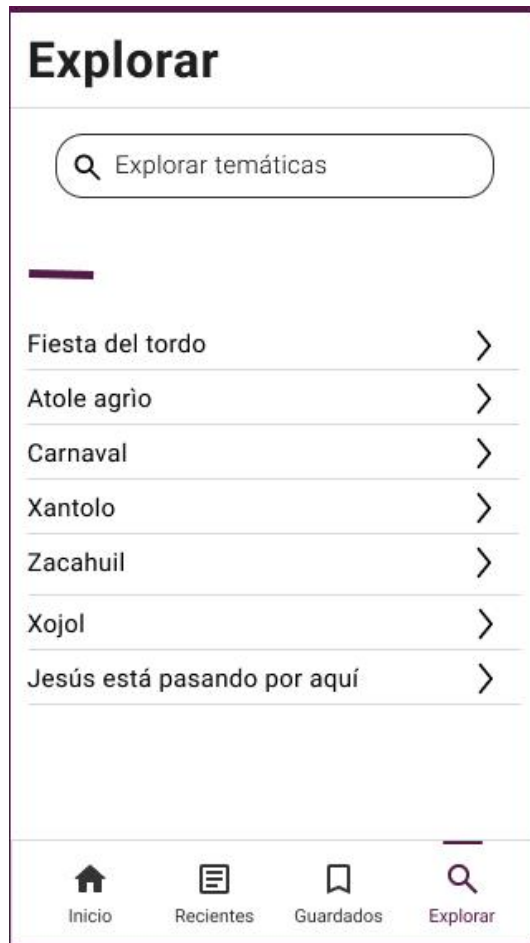 Explorar
Explorar temáticas
Fiesta del tordo
Atole agrìo
Carnaval
Xantolo
Zacahuil
Xojol
Jesús está pasando por aquí
Inicio Recientes Guardados Explorar